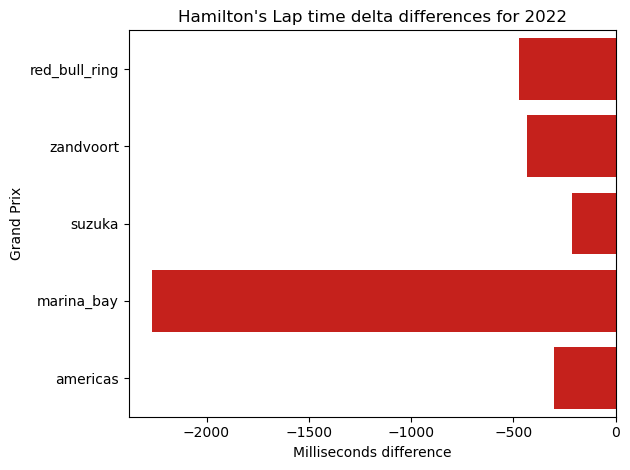 Hamilton's Lap time delta differences for 2022
Grand Prix
red_bull_ring
zandvoort
suzuka
marina_bay
americas
−2000 −1500 −1000 −500 0
Milliseconds difference